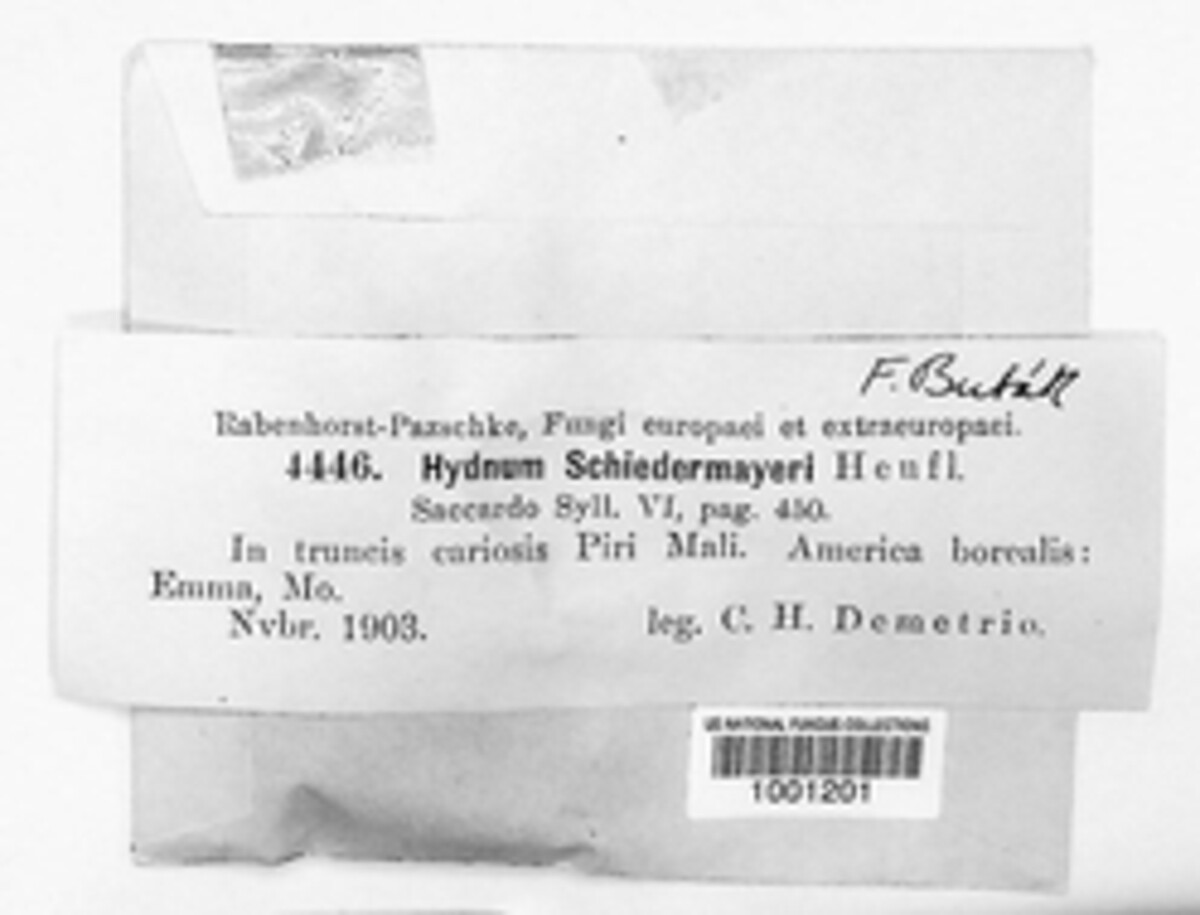 F. Bubák
Rabenhorst-Pazschke, Fungi europaei et extraeuropaei.
4446. Hydnum Schiedermayeri Heufl.
Saccardo Syll. VI, pag. 450.
In truncis cariosis Piri Mali. America borealis:
Emma, Mo.
Nvbr. 1903. leg. C. H. Demetrio.
US NATIONAL FUNGUS COLLECTIONS
1001201